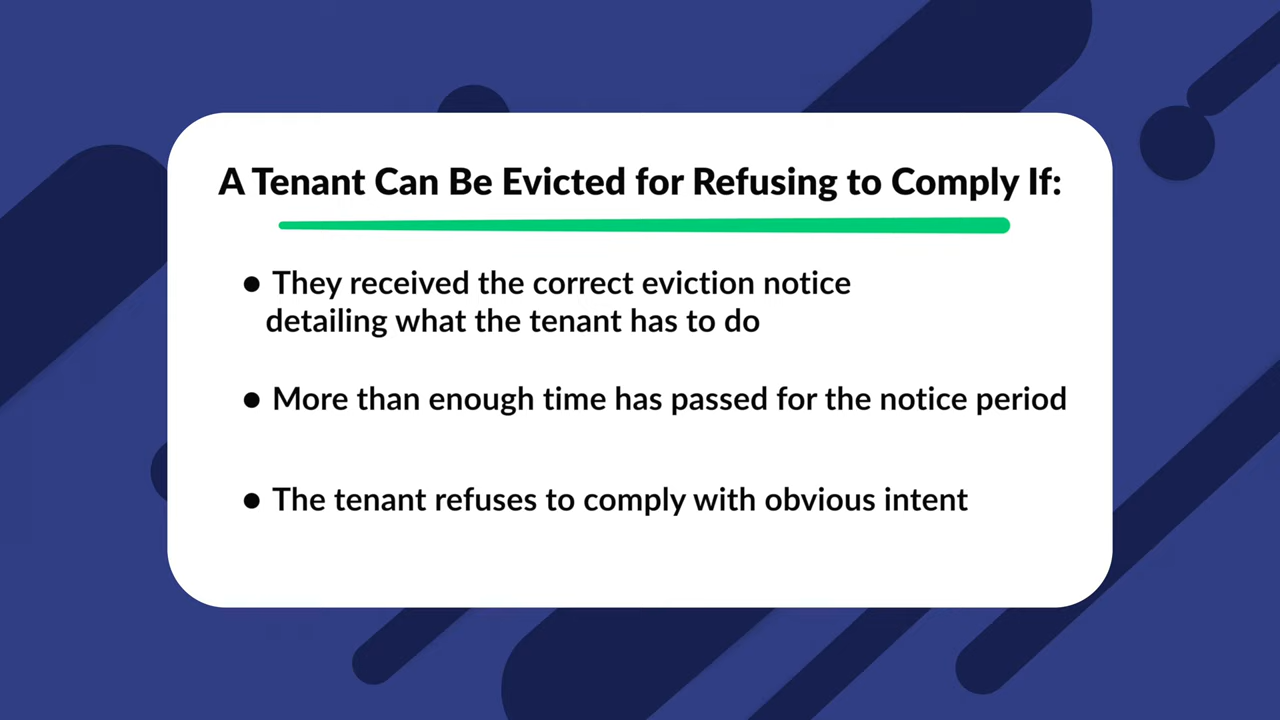 A Tenant Can Be Evicted for Refusing to Comply If:
● They received the correct eviction notice
detailing what the tenant has to do
● More than enough time has passed for the notice period
● The tenant refuses to comply with obvious intent